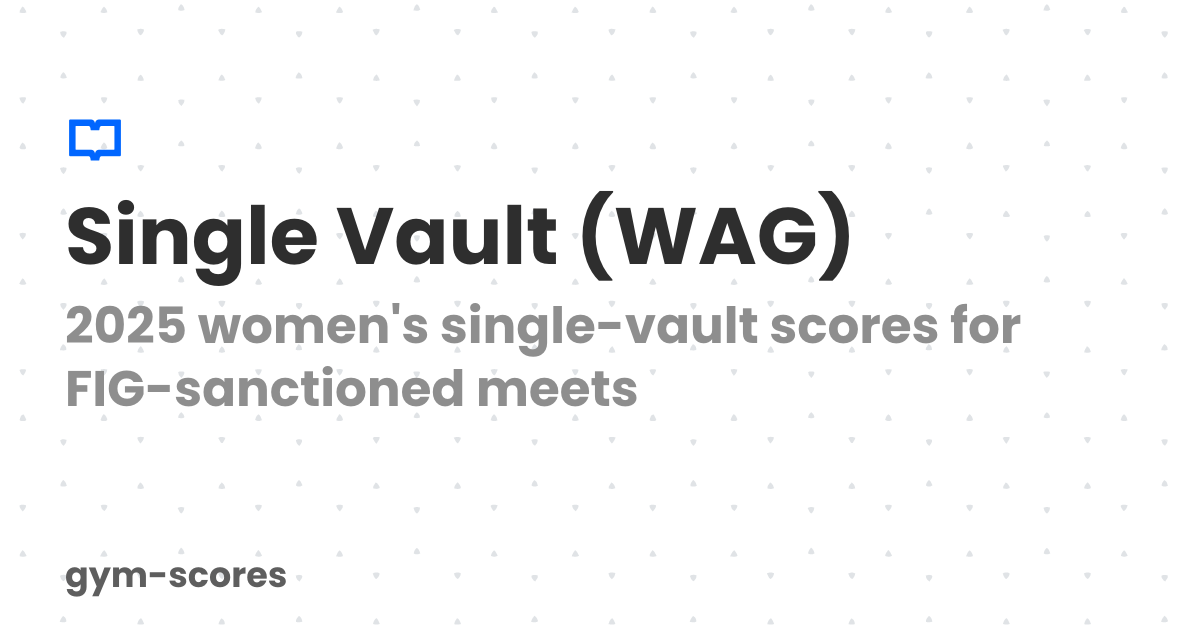 Single Vault (WAG)
2025 women's single-vault scores for
FIG-sanctioned meets
gym-scores